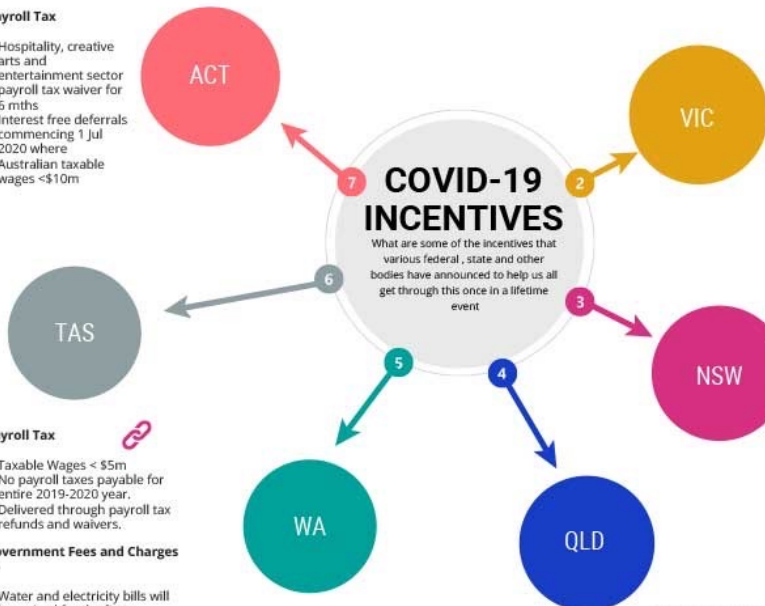 yroll Tax
Hospitality, creative
arts and
entertainment sector
payroll tax waiver for
6 mths
Interest free deferrals
commencing 1 Jul
2020 where
Australian taxable
wages <$10m
ACT
VIC
COVID-19
INCENTIVES
What are some of the incentives that
various federal , state and other
bodies have announced to help us all
get through this once in a lifetime
event
7
2
6
3
5
4
TAS
NSW
WA
QLD
yroll Tax
Taxable Wages < $5m
No payroll taxes payable for
entire 2019-2020 year.
Delivered through payroll tax
refunds and waivers.
vernment Fees and Charges
Water and electricity bills will